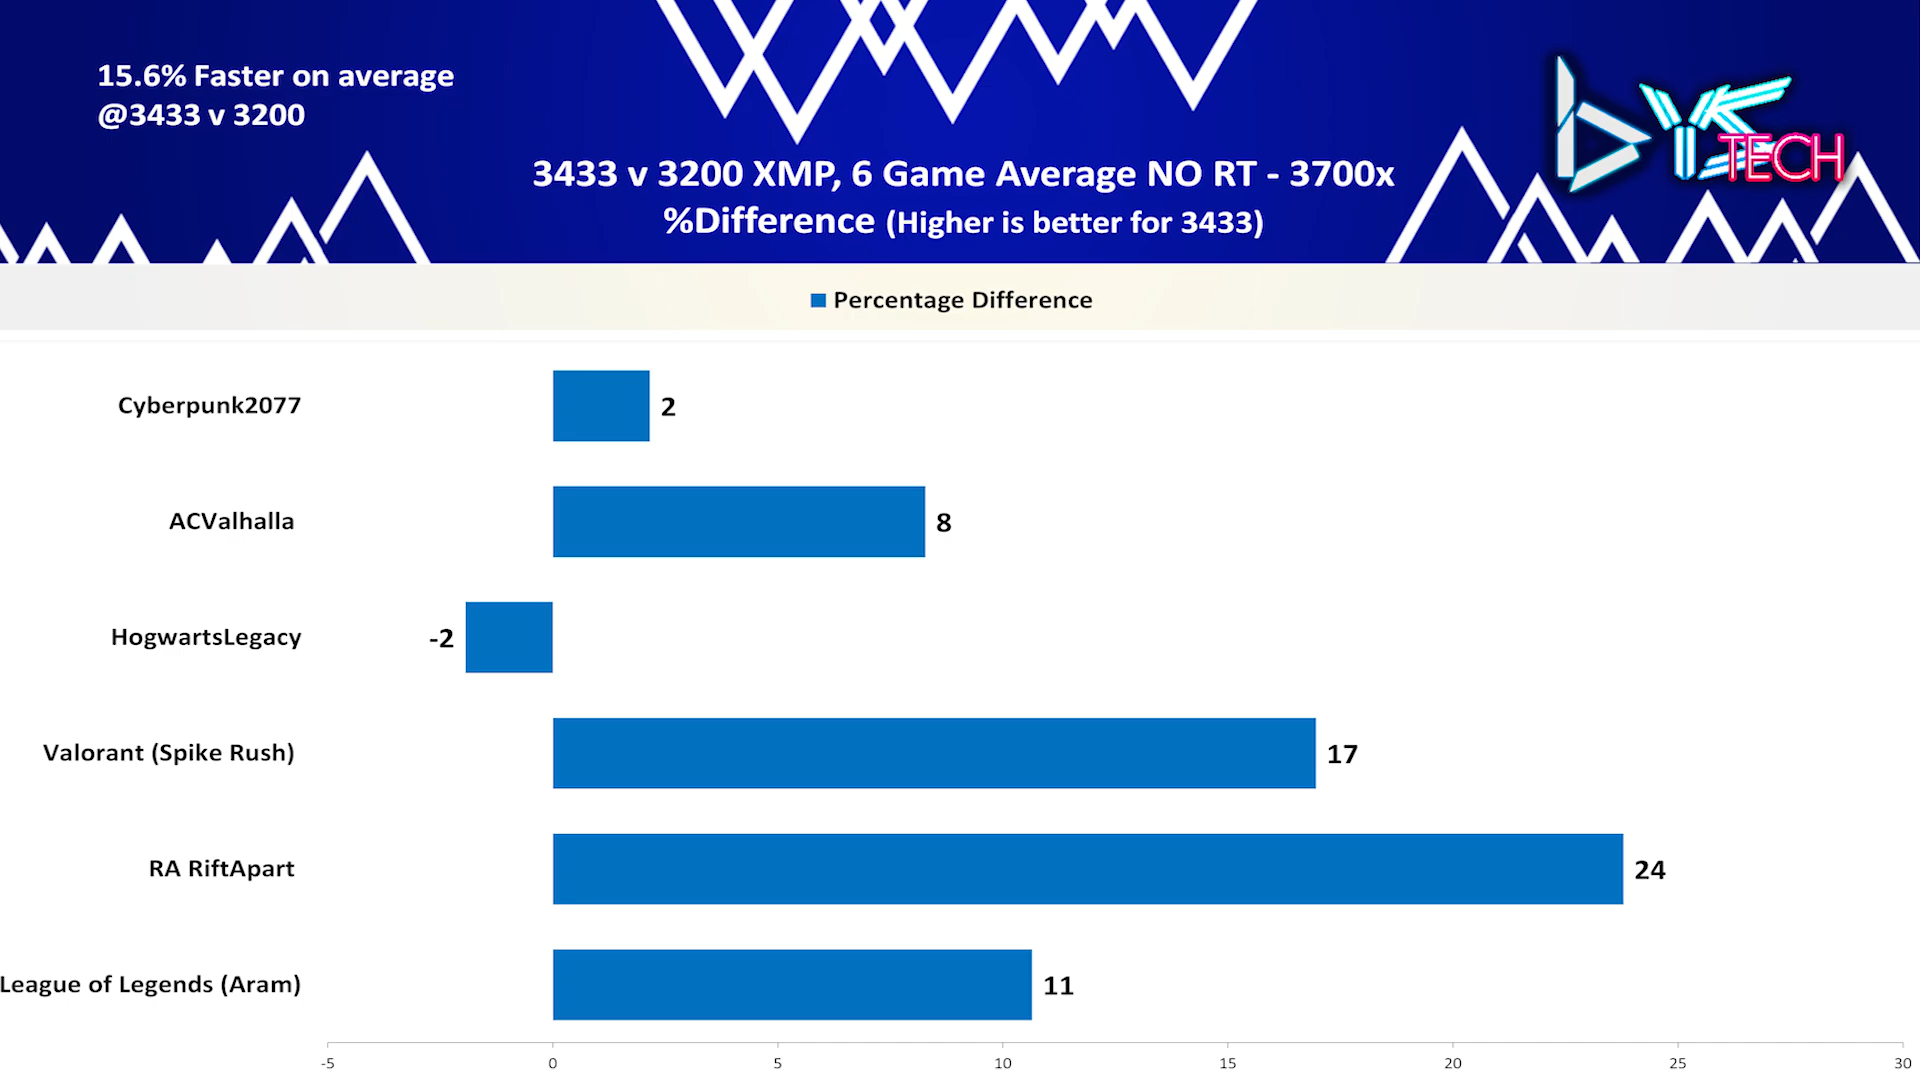 15.6% Faster on average
@3433 v 3200
3433 v 3200 XMP, 6 Game Average NO RT - 3700x
%Difference (Higher is better for 3433)
TECH
Percentage Difference
Cyberpunk2077 2
ACValhalla 8
HogwartsLegacy -2
Valorant (Spike Rush) 17
RA RiftApart 24
League of Legends (Aram) 11
-5 0 5 10 15 20 25 30